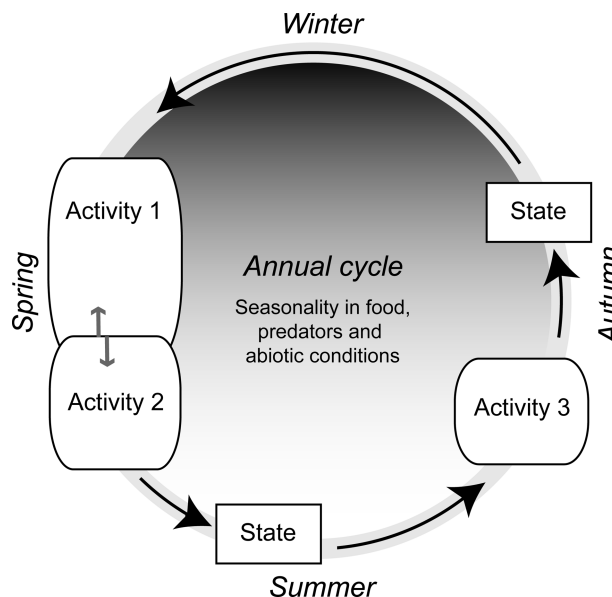 Winter
Activity 1
State
Spring
Annual cycle
Seasonality in food,
predators and
abiotic conditions
Autumn
Activity 2
Activity 3
State
Summer